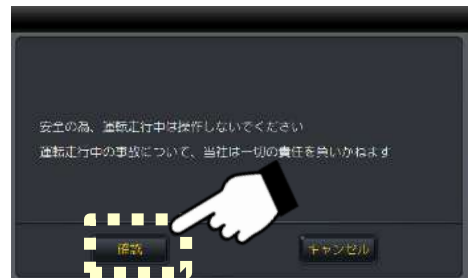 安全の為、運転走行中は操作しないでください
運転走行中の事故について、当社は一切の責任を負いかねます
確認
キャンセル